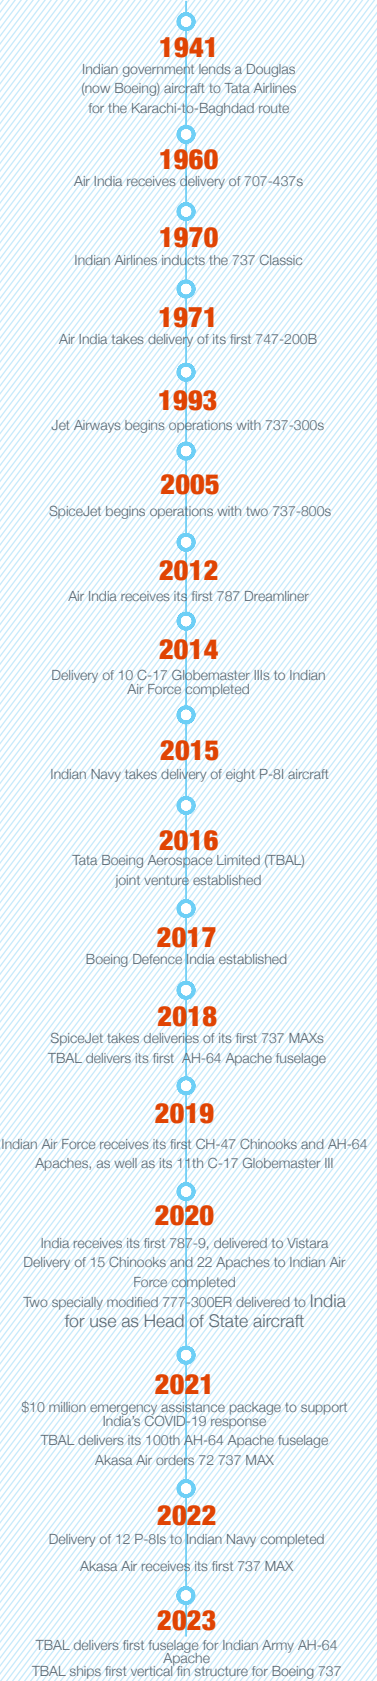 1941
Indian government lends a Douglas
(now Boeing) aircraft to Tata Airlines
for the Karachi-to-Baghdad route
1960
Air India receives delivery of 707-437s
1970
Indian Airlines inducts the 737 Classic
1971
Air India takes delivery of its first 747-200B
1993
Jet Airways begins operations with 737-300s
2005
SpiceJet begins operations with two 737-800s
2012
Air India receives its first 787 Dreamliner
2014
Delivery of 10 C-17 Globemaster IIIs to Indian
Air Force completed
2015
Indian Navy takes delivery of eight P-8I aircraft
2016
Tata Boeing Aerospace Limited (TBAL)
joint venture established
2017
Boeing Defence India established
2018
SpiceJet takes deliveries of its first 737 MAXs
TBAL delivers its first AH-64 Apache fuselage
2019
Indian Air Force receives its first CH-47 Chinooks and AH-64
Apaches, as well as its 11th C-17 Globemaster III
2020
India receives its first 787-9, delivered to Vistara
Delivery of 15 Chinooks and 22 Apaches to Indian Air
Force completed
Two specially modified 777-300ER delivered to India
for use as Head of State aircraft
2021
$10 million emergency assistance package to support
India's COVID-19 response
TBAL delivers its 100th AH-64 Apache fuselage
Akasa Air orders 72 737 MAX
2022
Delivery of 12 P-8Is to Indian Navy completed
Akasa Air receives its first 737 MAX
2023
TBAL delivers first fuselage for Indian Army AH-64
Apache
TBAL ships first vertical fin structure for Boeing 737